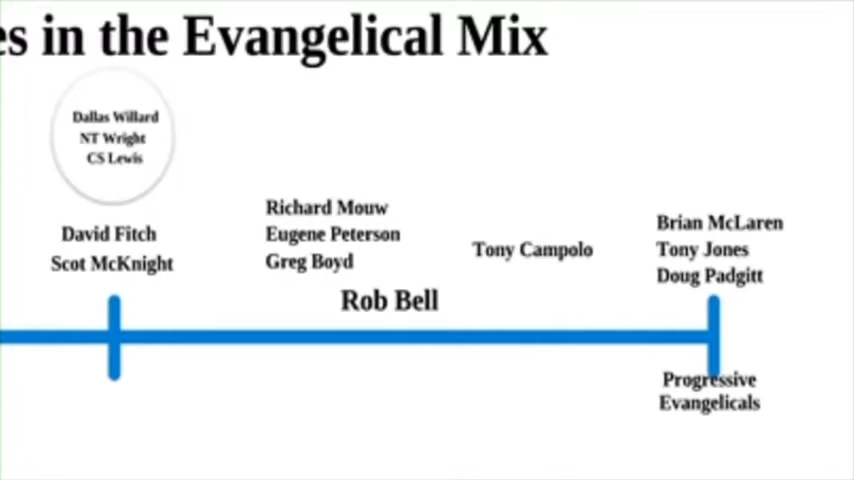 es in the Evangelical Mix
Dallas Willard
NT Wright
CS Lewis
David Fitch
Scot McKnight
Richard Mouw
Eugene Peterson
Greg Boyd
Rob Bell
Tony Campolo
Brian McLaren
Tony Jones
Doug Padgitt
Progressive
Evangelicals